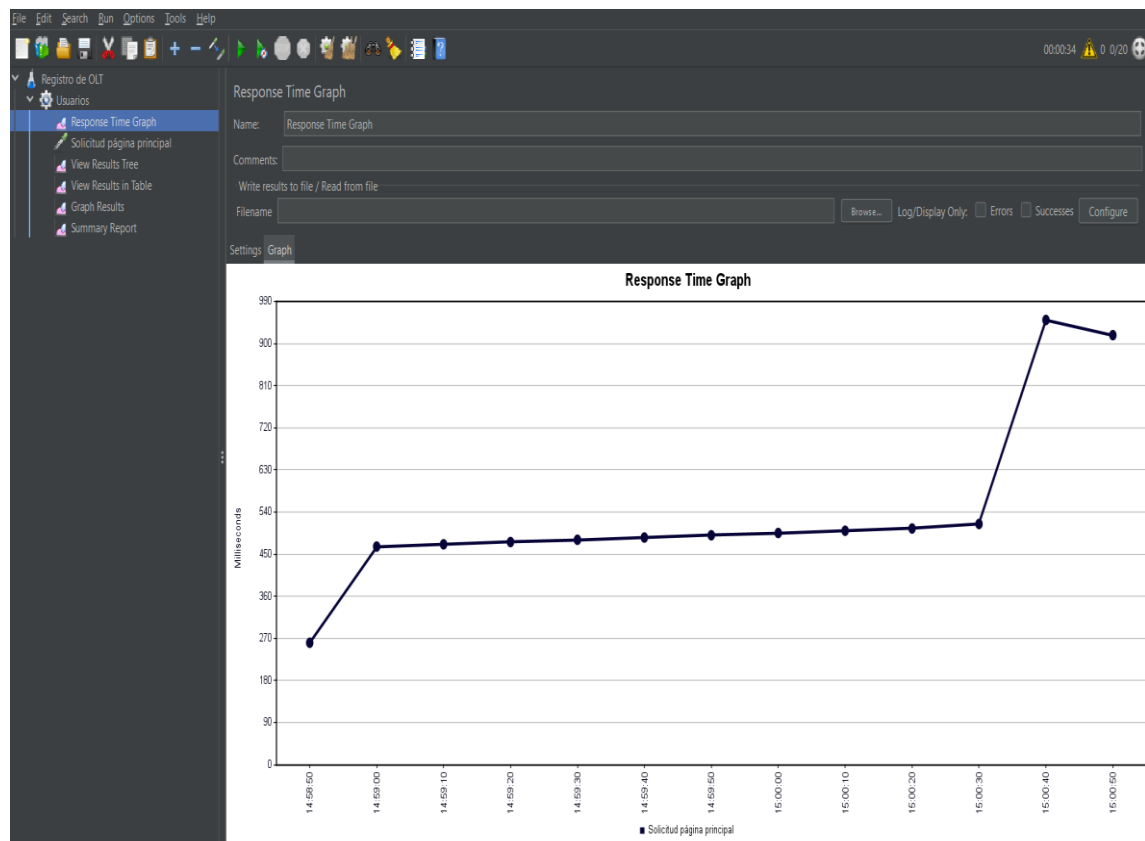 File Edit Search Run Options Tools Help
00:00:34 0 0/20
Registro de OLT
Usuarios
Response Time Graph
Solicitud página principal
View Results Tree
View Results in Table
Graph Results
Summary Report
Response Time Graph
Name: Response Time Graph
Comments:
Write results to file / Read from file
Filename Browse... Log/Display Only: Errors Successes Configure
Settings Graph
Response Time Graph
Milliseconds
990
900
810
720
630
540
450
360
270
180
90
0
14:58:50 14:59:00 14:59:10 14:59:20 14:59:30 14:59:40 14:59:50 15:00:00 15:00:10 15:00:20 15:00:30 15:00:40 15:00:50
Solicitud página principal